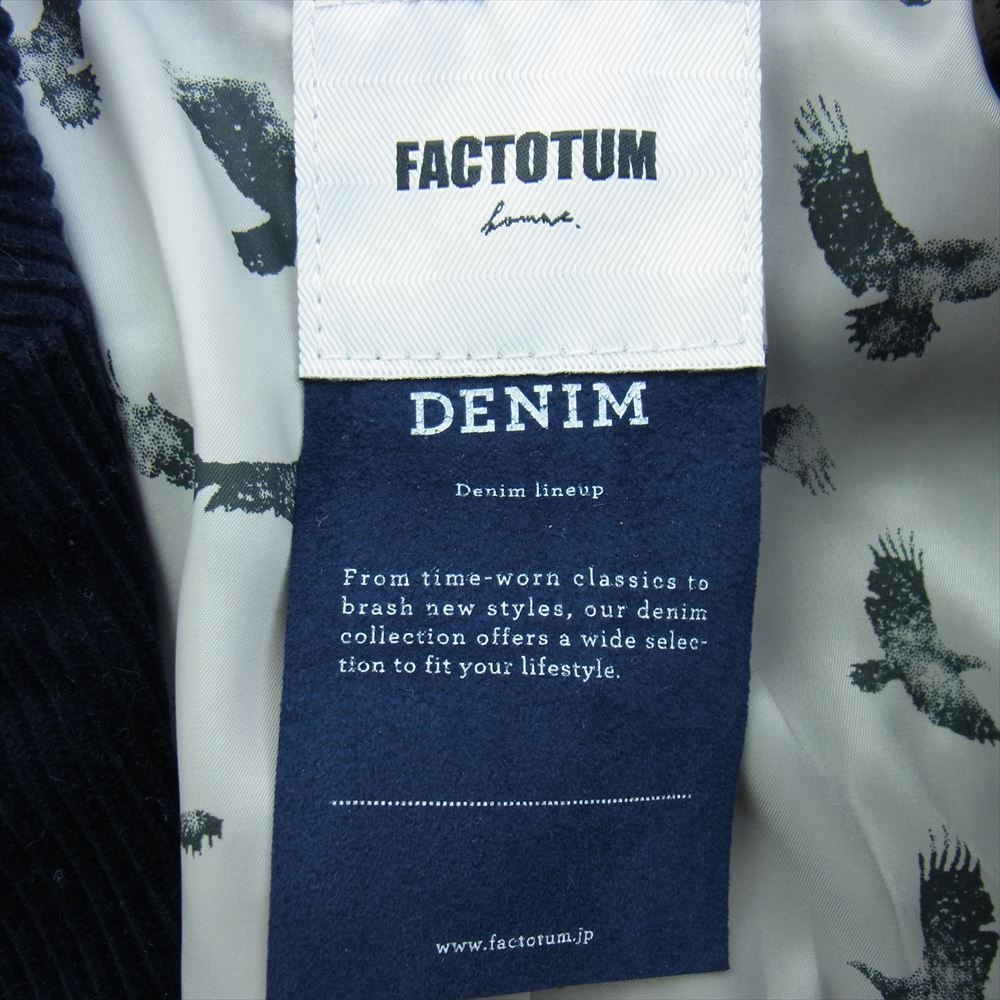 FACTOTUM
homme.
DENIM
Denim lineup
From time-worn classics to
brash new styles, our denim
collection offers a wide selec-
tion to fit your lifestyle.
www.factotum.jp